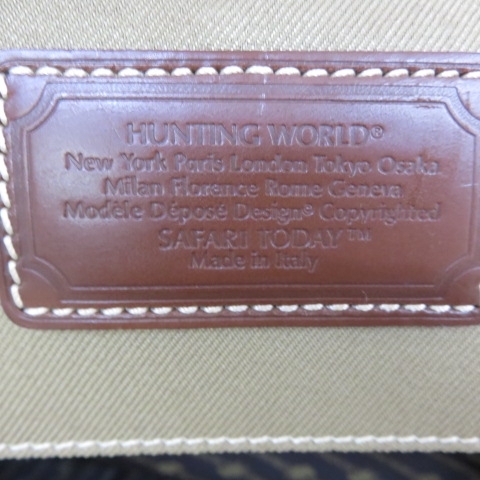 HUNTING WORLD®
New York Paris London Tokyo Osaka
Milan Florence Rome Geneva
Modèle Déposé Design® Copyrighted
SAFARI TODAY™
Made in Italy